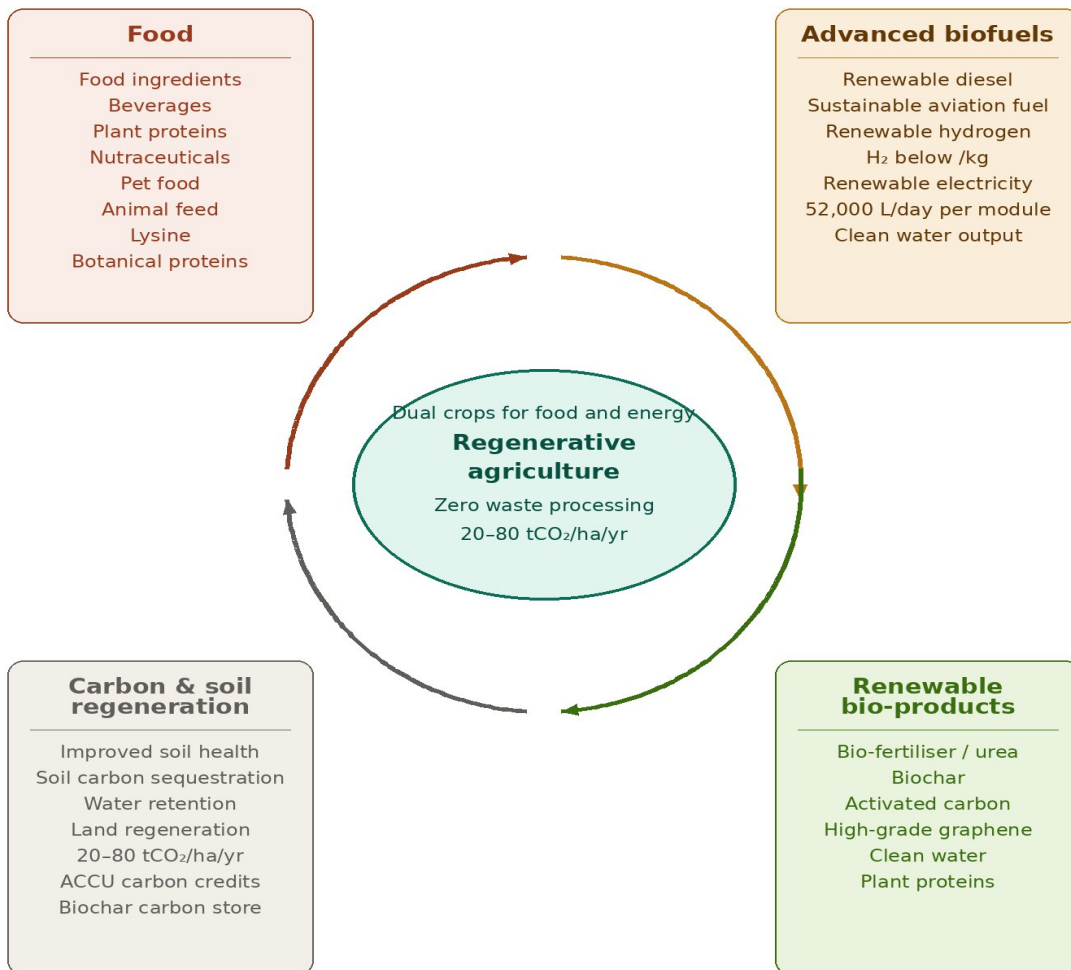 Food
Food ingredients
Beverages
Plant proteins
Nutraceuticals
Pet food
Animal feed
Lysine
Botanical proteins
Advanced biofuels
Renewable diesel
Sustainable aviation fuel
Renewable hydrogen
H₂ below /kg
Renewable electricity
52,000 L/day per module
Clean water output
Dual crops for food and energy
Regenerative
agriculture
Zero waste processing
20–80 tCO₂/ha/yr
Carbon & soil
regeneration
Improved soil health
Soil carbon sequestration
Water retention
Land regeneration
20–80 tCO₂/ha/yr
ACCU carbon credits
Biochar carbon store
Renewable
bio-products
Bio-fertiliser / urea
Biochar
Activated carbon
High-grade graphene
Clean water
Plant proteins